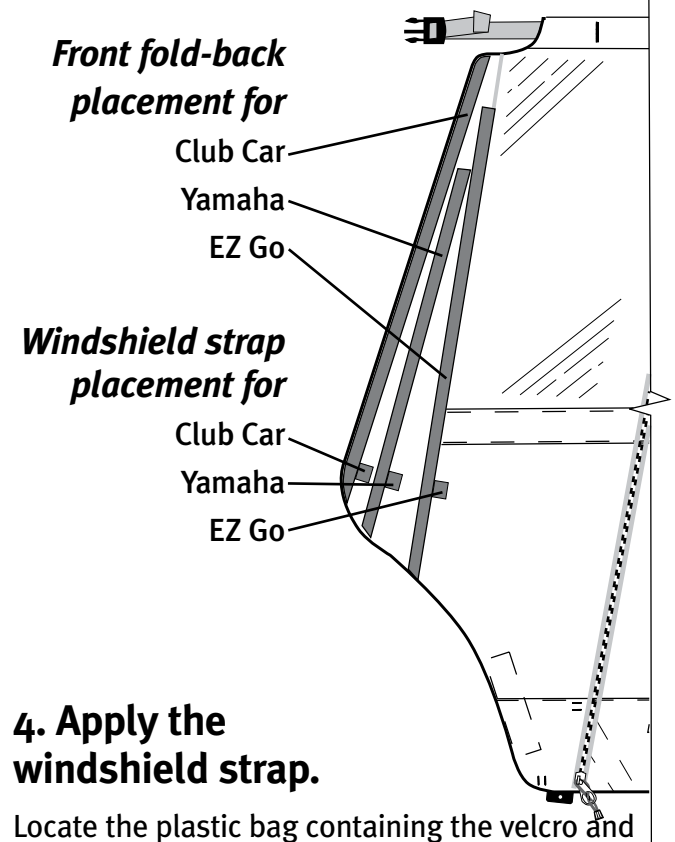 Front fold-back
placement for
Club Car
Yamaha
EZ Go
Windshield strap
placement for
Club Car
Yamaha
EZ Go
4. Apply the
windshield strap.
Locate the plastic bag containing the velcro and